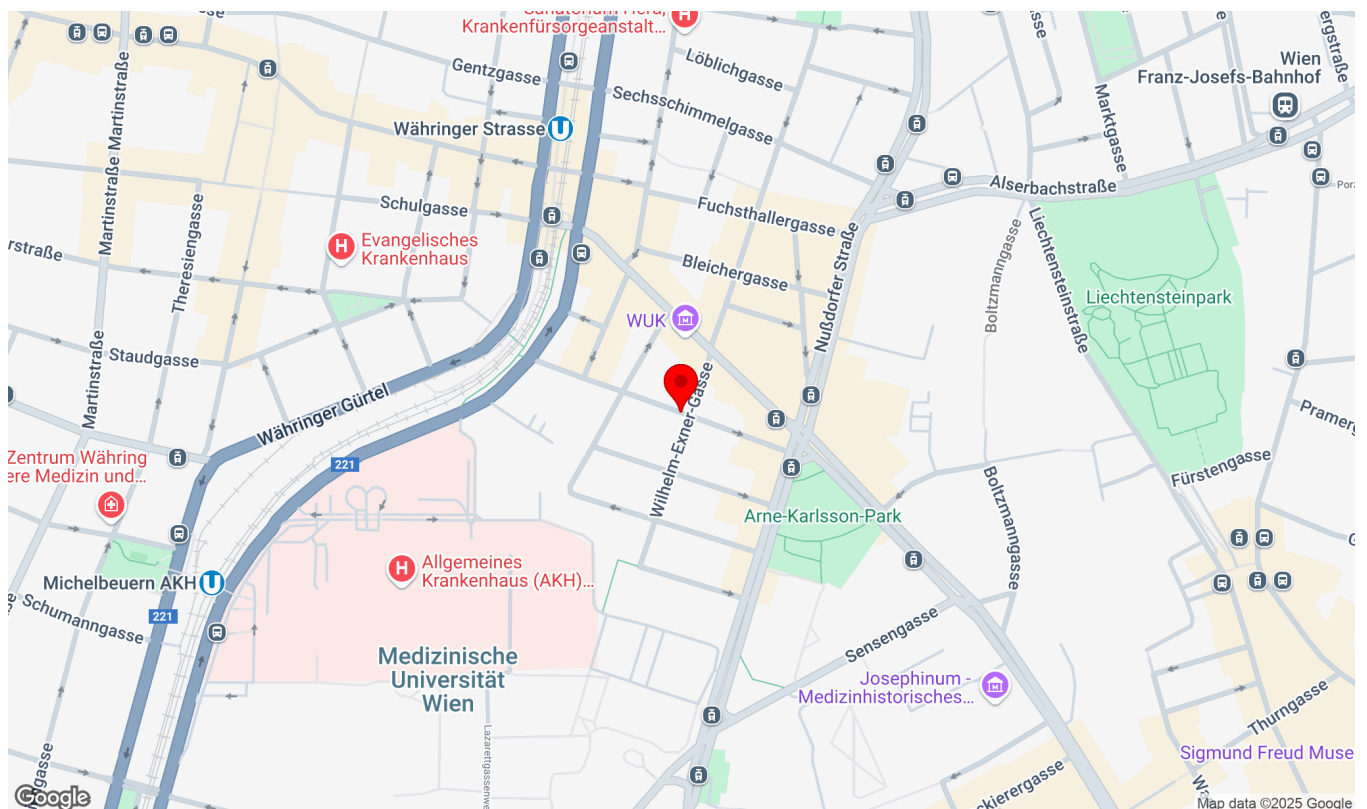 Sanatorium Hera,
Krankenfürsorgeanstalt...
Löblichgasse
Gentzgasse
Sechsschimmelgasse
Währinger Strasse
Wien
Franz-Josefs-Bahnhof
Marktgasse
Martinstraße
Martinstraße
Alserbachstraße
Schulgasse
Fuchsthallergasse
Theresiengasse
Evangelisches
Krankenhaus
Bleichergasse
Nußdorfer Straße
Boltzmanngasse
Liechtensteinstraße
Liechtensteinpark
WUK
Staudgasse
Martinstraße
Währinger Gürtel
Wilhelm-Exner-Gasse
Zentrum Währing
221
Fürstengasse
Boltzmanngasse
Arne-Karlsson-Park
Allgemeines
Krankenhaus (AKH)...
Michelbeuern AKH
221
Schumanngasse
Sensengasse
Medizinische
Universität
Wien
Josephinum -
Medizinhistorisches...
Lazarettgassenweg
Thurngasse
Sigmund Freud Muse
Google
Map data ©2025 Google